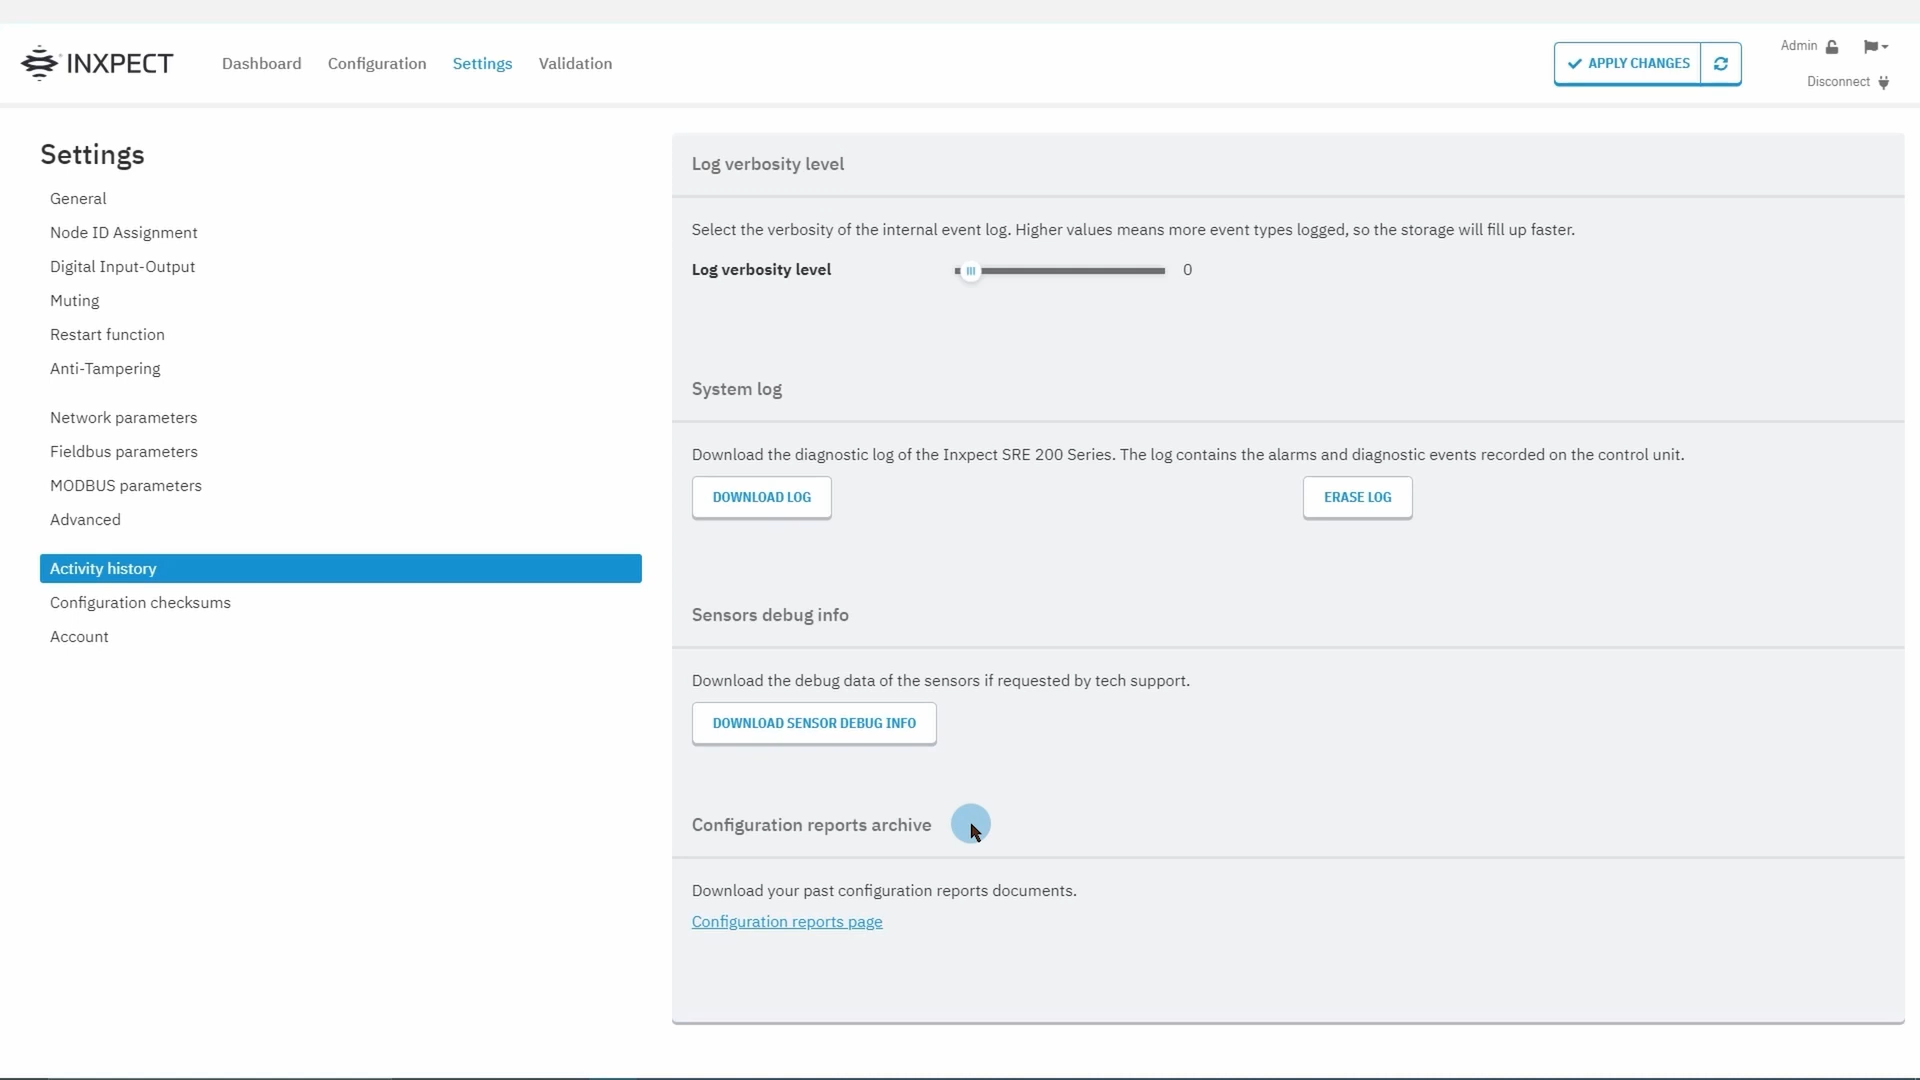 INXPECT
Dashboard
Configuration
Settings
Validation
APPLY CHANGES
Admin
Disconnect
Settings
General
Node ID Assignment
Digital Input-Output
Muting
Restart function
Anti-Tampering
Network parameters
Fieldbus parameters
MODBUS parameters
Advanced
Activity history
Configuration checksums
Account
Log verbosity level
Select the verbosity of the internal event log. Higher values means more event types logged, so the storage will fill up faster.
Log verbosity level 0
System log
Download the diagnostic log of the Inxpect SRE 200 Series. The log contains the alarms and diagnostic events recorded on the control unit.
DOWNLOAD LOG
ERASE LOG
Sensors debug info
Download the debug data of the sensors if requested by tech support.
DOWNLOAD SENSOR DEBUG INFO
Configuration reports archive
Download your past configuration reports documents.
Configuration reports page